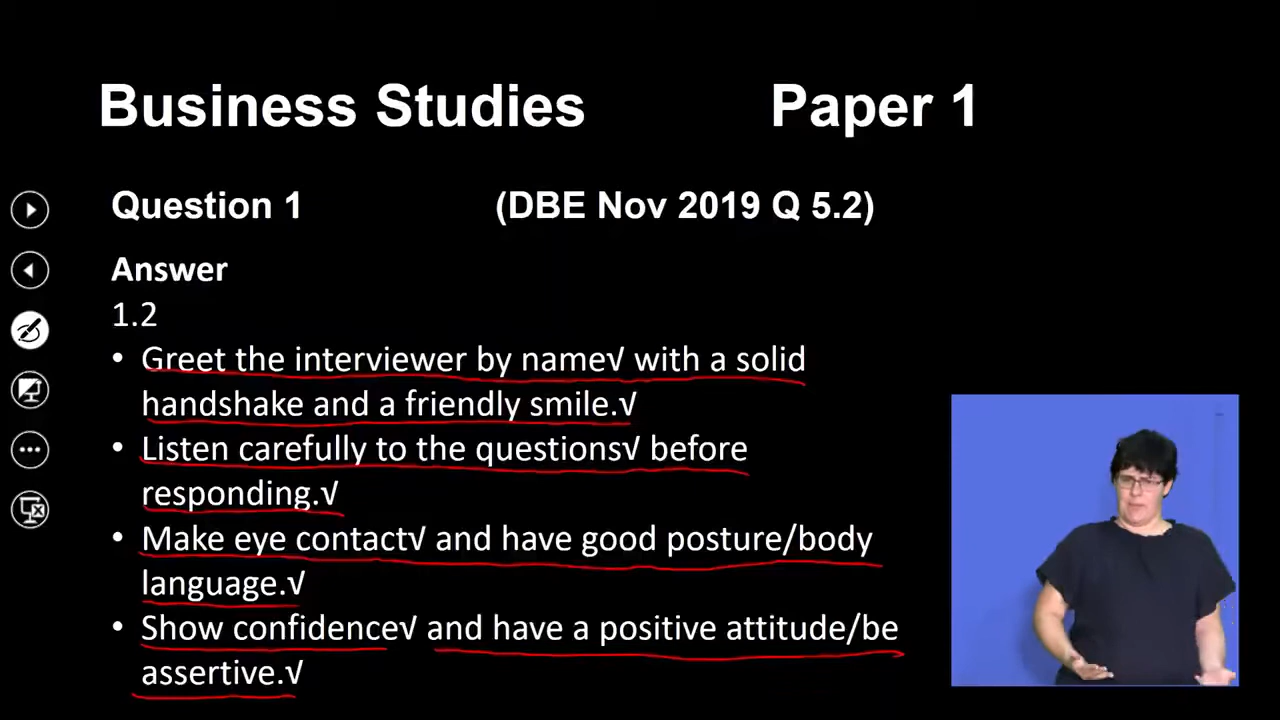 Business Studies Paper 1
Question 1 (DBE Nov 2019 Q 5.2)
Answer
1.2
• Greet the interviewer by name√ with a solid
handshake and a friendly smile.√
• Listen carefully to the questions√ before
responding.√
• Make eye contact√ and have good posture/body
language.√
• Show confidence√ and have a positive attitude/be
assertive.√